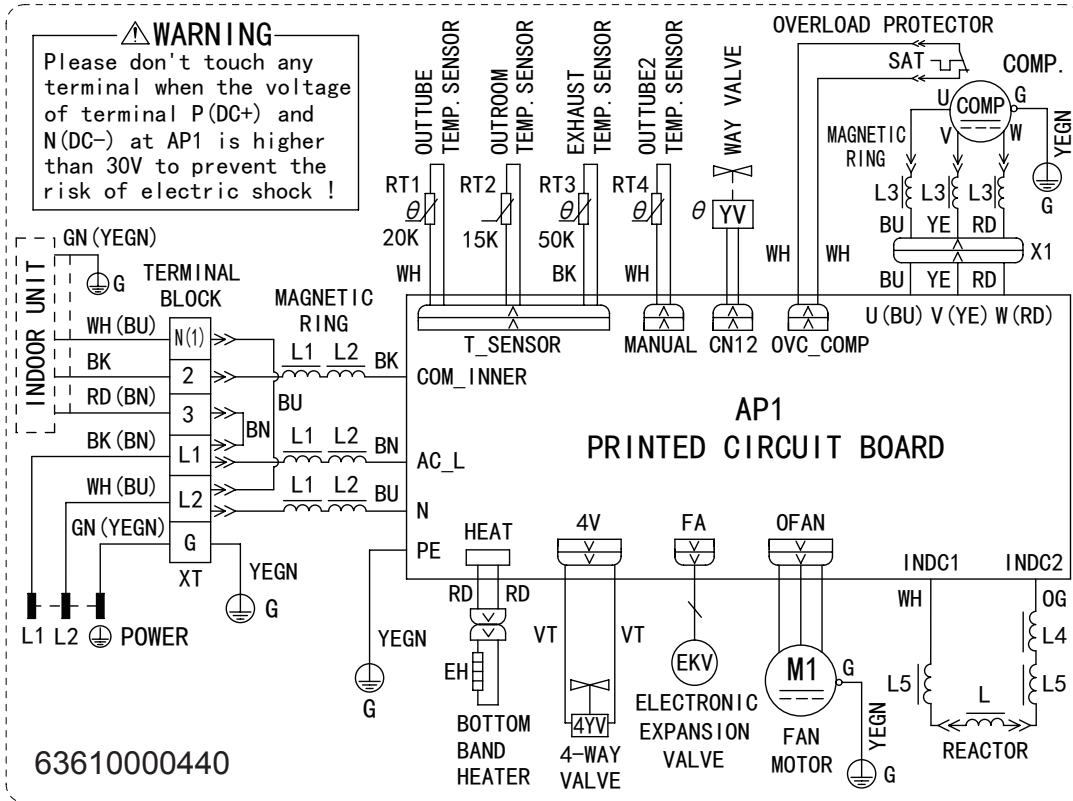 ⚠WARNING
Please don't touch any
terminal when the voltage
of terminal P(DC+) and
N(DC-) at AP1 is higher
than 30V to prevent the
risk of electric shock !
OUTTUBE
TEMP. SENSOR
OUTROOM
TEMP. SENSOR
EXHAUST
TEMP. SENSOR
OUTTUBE2
TEMP. SENSOR
WAY VALVE
OVERLOAD PROTECTOR
SAT
COMP.
COMP
U
V
W
G
YEGN
G
MAGNETIC
RING
L3 L3 L3
BU YE RD
X1
BU YE RD
RT1 RT2 RT3 RT4
θ θ θ θ YV
20K 15K 50K
WH BK WH WH WH
T_SENSOR MANUAL CN12 OVC_COMP
U(BU) V(YE) W(RD)
INDOOR UNIT
GN(YEGN)
G
TERMINAL
BLOCK
MAGNETIC
RING
WH(BU) N(1)
BK 2 L1 L2 BK COM_INNER
BU
RD(BN) 3
BN
BK(BN) L1 L1 L2 BN AC_L
WH(BU) L2 L1 L2 BU N
GN(YEGN) G
XT
YEGN
G
L1 L2 POWER
PE
YEGN
G
AP1
PRINTED CIRCUIT BOARD
HEAT 4V FA OFAN INDC1 INDC2
RD RD
EH
BOTTOM
BAND
HEATER
VT VT
4YV
4-WAY
VALVE
EKV
ELECTRONIC
EXPANSION
VALVE
M1
G
YEGN
G
FAN
MOTOR
WH OG
L4
L5 L L5
REACTOR
63610000440